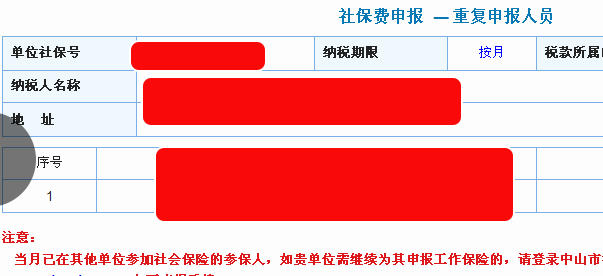 社保费申报 —重复申报人员
单位社保号 纳税期限 按月 税款所属
纳税人名称
地 址
序号
1
注意：
当月已在其他单位参加社会保险的参保人，如贵单位需继续为其申报工作保险的，请登录中山市